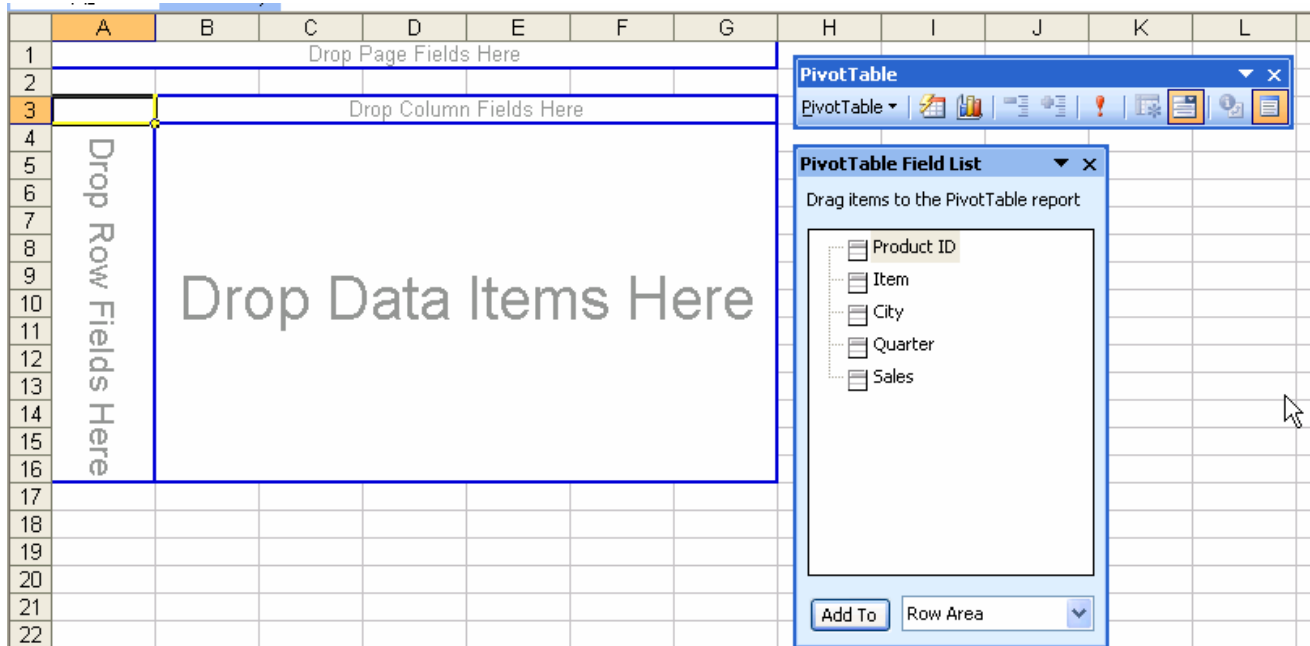 A B C D E F G H I J K L
1 Drop Page Fields Here
2
3 Drop Column Fields Here
4
5
6
7
8
9
10
11
12
13
14
15
16
17
18
19
20
21
22
Drop Row Fields Here
Drop Data Items Here
PivotTable
PivotTable
PivotTable Field List
Drag items to the PivotTable report
Product ID
Item
City
Quarter
Sales
Add To Row Area